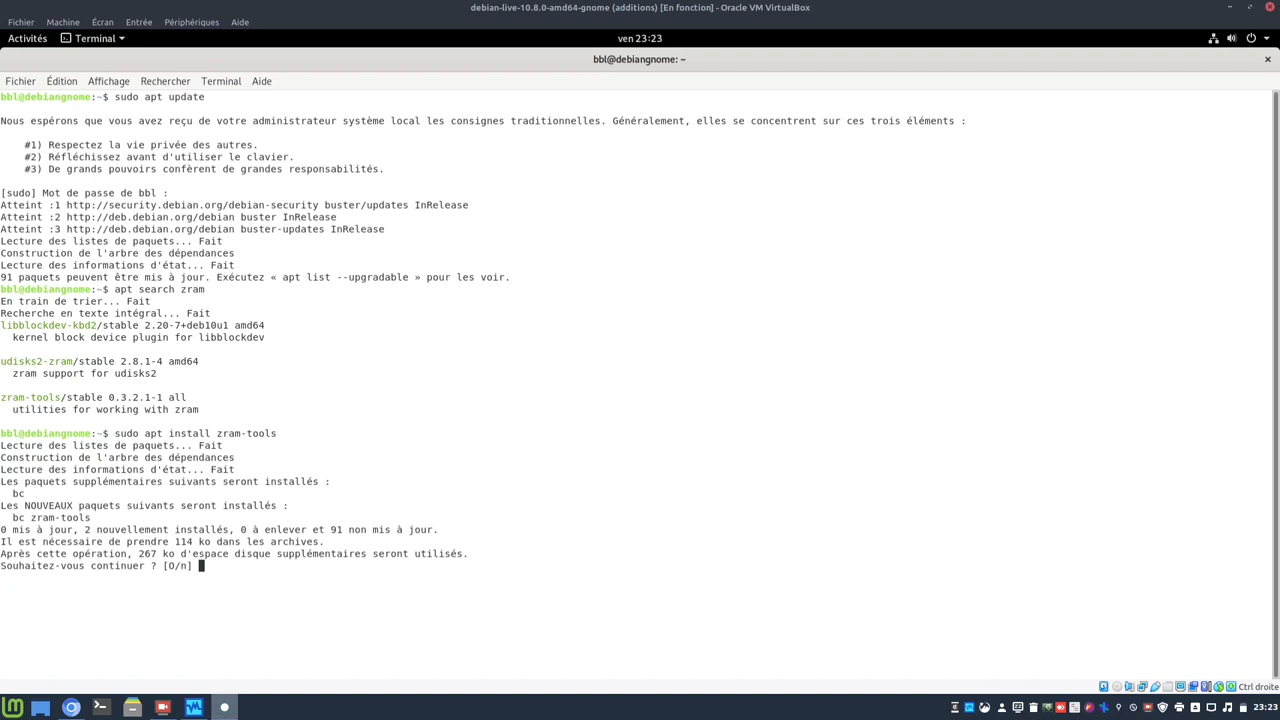 debian-live-10.8.0-amd64-gnome (additions) [En fonction] - Oracle VM VirtualBox
Fichier Machine Écran Entrée Périphériques Aide
Activités Terminal ven 23:23
bbl@debiangnome: ~
Fichier Édition Affichage Rechercher Terminal Aide
bbl@debiangnome:~$ sudo apt update
Nous espérons que vous avez reçu de votre administrateur système local les consignes traditionnelles. Généralement, elles se concentrent sur ces trois éléments :
#1) Respectez la vie privée des autres.
#2) Réfléchissez avant d'utiliser le clavier.
#3) De grands pouvoirs confèrent de grandes responsabilités.
[sudo] Mot de passe de bbl :
Atteint :1 http://security.debian.org/debian-security buster/updates InRelease
Atteint :2 http://deb.debian.org/debian buster InRelease
Atteint :3 http://deb.debian.org/debian buster-updates InRelease
Lecture des listes de paquets... Fait
Construction de l'arbre des dépendances
Lecture des informations d'état... Fait
91 paquets peuvent être mis à jour. Exécutez « apt list --upgradable » pour les voir.
bbl@debiangnome:~$ apt search zram
En train de trier... Fait
Recherche en texte intégral... Fait
libblockdev-kbd2/stable 2.20-7+deb10u1 amd64
kernel block device plugin for libblockdev
udisks2-zram/stable 2.8.1-4 amd64
zram support for udisks2
zram-tools/stable 0.3.2.1-1 all
utilities for working with zram
bbl@debiangnome:~$ sudo apt install zram-tools
Lecture des listes de paquets... Fait
Construction de l'arbre des dépendances
Lecture des informations d'état... Fait
Les paquets supplémentaires suivants seront installés :
bc
Les NOUVEAUX paquets suivants seront installés :
bc zram-tools
0 mis à jour, 2 nouvellement installés, 0 à enlever et 91 non mis à jour.
Il est nécessaire de prendre 114 ko dans les archives.
Après cette opération, 267 ko d'espace disque supplémentaires seront utilisés.
Souhaitez-vous continuer ? [O/n]
Ctrl droite
23:23